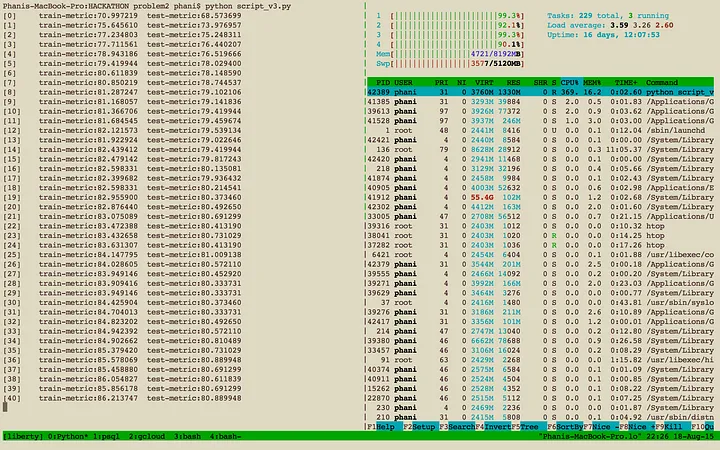 Phanis-MacBook-Pro:HACKATHON problem2 phani$ python script_v3.py
[0] train-metric:70.997219 test-metric:68.573699
[1] train-metric:75.645610 test-metric:73.976957
[2] train-metric:77.234803 test-metric:75.248311
[3] train-metric:77.711561 test-metric:76.440207
[4] train-metric:78.943186 test-metric:76.519666
[5] train-metric:79.419944 test-metric:78.029400
[6] train-metric:80.611839 test-metric:78.148590
[7] train-metric:80.850219 test-metric:78.744537
[8] train-metric:81.287247 test-metric:79.102106
[9] train-metric:81.168057 test-metric:79.141836
[10] train-metric:81.366706 test-metric:79.419944
[11] train-metric:81.684545 test-metric:79.459674
[12] train-metric:82.121573 test-metric:79.539134
[13] train-metric:81.922924 test-metric:79.022646
[14] train-metric:82.439412 test-metric:79.419944
[15] train-metric:82.479142 test-metric:79.817243
[16] train-metric:82.598331 test-metric:80.135081
[17] train-metric:82.399682 test-metric:79.936432
[18] train-metric:82.598331 test-metric:80.214541
[19] train-metric:82.955900 test-metric:80.373460
[20] train-metric:82.876440 test-metric:80.492650
[21] train-metric:83.075089 test-metric:80.691299
[22] train-metric:83.472388 test-metric:80.413190
[23] train-metric:83.432658 test-metric:80.731029
[24] train-metric:83.631307 test-metric:80.413190
[25] train-metric:84.147795 test-metric:81.009138
[26] train-metric:84.028605 test-metric:80.572110
[27] train-metric:83.949146 test-metric:80.452920
[28] train-metric:83.909416 test-metric:80.333731
[29] train-metric:83.949146 test-metric:80.333731
[30] train-metric:84.425904 test-metric:80.373460
[31] train-metric:84.704013 test-metric:80.333731
[32] train-metric:84.823202 test-metric:80.492650
[33] train-metric:84.942392 test-metric:80.572110
[34] train-metric:84.902662 test-metric:80.810489
[35] train-metric:85.379420 test-metric:80.731029
[36] train-metric:85.578069 test-metric:80.889948
[37] train-metric:85.458880 test-metric:80.691299
[38] train-metric:86.054827 test-metric:80.611839
[39] train-metric:85.856178 test-metric:80.691299
[40] train-metric:86.213747 test-metric:80.889948
1 [99.3%]
2 [92.1%]
3 [99.3%]
4 [90.1%]
Mem[4721/8192MB]
Swp[3577/5120MB]
Tasks: 229 total, 3 running
Load average: 3.59 3.26 2.60
Uptime: 16 days, 12:07:53
PID USER PRI NI VIRT RES SHR S CPU% MEM% TIME+ Command
42389 phani 31 0 3760M 1330M 0 S 369. 16.2 0:02.60 python script_v
41385 phani 31 0 3293M 39884 0 S 2.0 0.5 0:01.83 /Applications/G
39613 phani 97 0 3926M 77372 0 S 2.0 0.9 0:03.62 /Applications/G
41528 phani 97 0 3937M 246M 0 S 1.0 3.0 0:03.00 /Applications/G
1 root 48 0 2441M 8416 0 U 0.0 0.1 0:12.04 /sbin/launchd
42421 phani 4 0 2440M 8584 0 S 0.0 0.1 0:00.00 /System/Library
136 root 79 0 8628M 28912 0 S 0.0 0.3 11:05.37 /System/Library
42420 phani 4 0 2941M 11468 0 S 0.0 0.1 0:00.00 /System/Library
218 phani 4 0 3129M 32196 0 S 0.0 0.4 0:05.66 /System/Library
41874 phani 4 0 2458M 9984 0 S 0.0 0.1 0:02.43 /System/Library
40905 phani 4 0 4003M 52632 0 S 0.0 0.6 0:02.98 /Applications/E
41912 phani 4 0 55.4G 102M 0 S 0.0 1.2 0:02.68 /System/Library
42302 phani 4 0 4412M 163M 0 S 0.0 2.0 0:01.60 /Applications/G
33005 phani 47 0 2708M 56512 0 S 0.0 0.7 0:21.15 /Applications/U
39316 root 0 0 2403M 1012 0 S 0.0 0.0 0:10.32 htop
38041 root 0 0 2403M 1020 0 R 0.0 0.0 0:14.25 htop
37282 root 0 0 2403M 1036 0 R 0.0 0.0 0:17.26 htop
6421 root 4 0 2454M 6404 0 S 0.0 0.1 0:01.88 /usr/libexec/co
42379 phani 31 0 3544M 201M 0 S 0.0 2.5 0:00.18 /Applications/G
39555 phani 4 0 2466M 14092 0 S 0.0 0.2 0:00.20 /System/Library
39271 phani 4 0 3992M 166M 0 S 0.0 2.0 0:23.33 /Applications/G
39629 phani 4 0 3464M 3276 0 S 0.0 0.0 0:00.77 /System/Library
37 root 4 0 2416M 1480 0 S 0.0 0.0 0:43.81 /usr/sbin/syslo
39276 phani 31 0 3186M 211M 0 S 0.0 2.6 0:10.89 /Applications/G
42417 phani 4 0 3356M 101M 0 S 0.0 1.2 0:00.01 /Applications/G
214 phani 47 0 2747M 13040 0 S 0.0 0.2 0:12.80 /System/Library
39380 phani 46 0 6662M 78688 0 S 0.0 0.9 0:26.58 /System/Library
33457 phani 46 0 3106M 16024 0 S 0.0 0.2 0:08.29 /System/Library
91 root 63 0 2429M 2268 0 S 0.0 0.0 1:15.82 /usr/libexec/hi
40374 phani 46 0 2575M 6584 0 S 0.0 0.1 0:01.09 /System/Library
40911 phani 46 0 2524M 4504 0 S 0.0 0.1 0:00.85 /System/Library
15262 phani 46 0 2528M 4352 0 S 0.0 0.1 0:08.22 /System/Library
22870 phani 46 0 2515M 5112 0 S 0.0 0.1 0:07.25 /System/Library
230 phani 4 0 2469M 2236 0 S 0.0 0.0 0:01.87 /System/Library
210 phani 31 0 2415M 5416 0 S 0.0 0.1 0:04.92 /usr/sbin/distn
F1Help F2Setup F3SearchF4InvertF5Tree F6SortByF7Nice -F8Nice +F9Kill F10Qu
[liberty] 0:Python* 1:psql 2:gcloud 3:bash 4:bash- "Phanis-MacBook-Pro.lo" 22:26 18-Aug-15